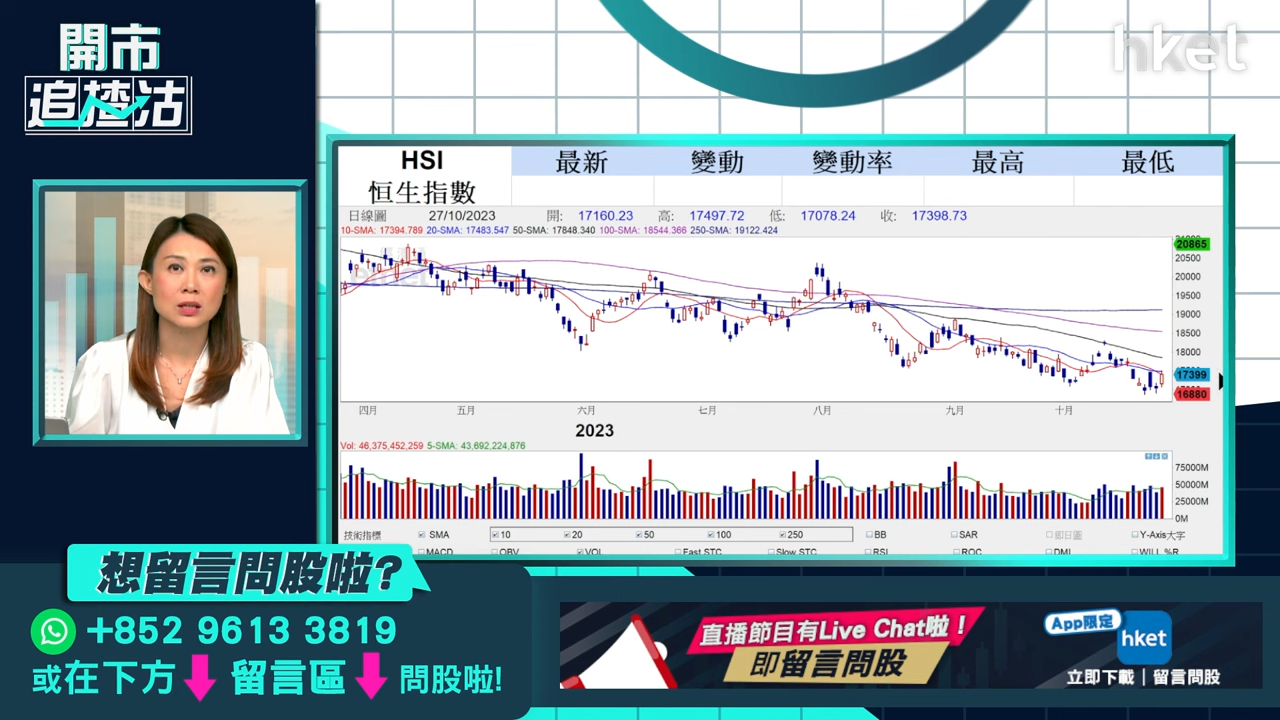 開市
追揸沽
hket
HSI
恒生指數
最新 變動 變動率 最高 最低
日線圖 27/10/2023 開: 17160.23 高: 17497.72 低: 17078.24 收: 17398.73
10-SMA: 17394.789 20-SMA: 17483.547 50-SMA: 17848.340 100-SMA: 18544.366 250-SMA: 19122.424
20865
20500
20000
19500
19000
18500
18000
17399
16880
四月 五月 六月 七月 八月 九月 十月
2023
Vol: 46,375,452,259 5-SMA: 43,692,224,876
75000M
50000M
25000M
0M
技術指標 SMA 10 20 50 100 250 BB SAR 即日圖 Y-Axis大字
MACD OBV VOL Fast STC Slow STC RSI ROC DMI WILL %R
想留言問股啦?
+852 9613 3819
或在下方 留言區 問股啦!
直播節目有Live Chat啦!
即留言問股
App限定
hket
立即下載|留言問股